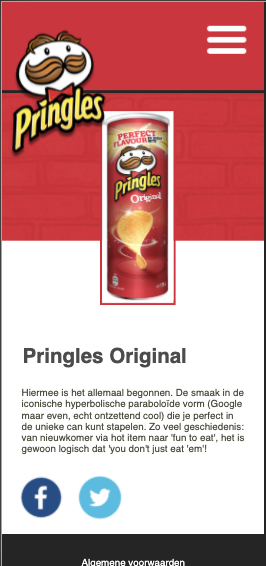 Pringles
PERFECT
FLAVOUR
Pringles
Original
Pringles Original
Hiermee is het allemaal begonnen. De smaak in de
iconische hyperbolische paraboloïde vorm (Google
maar even, echt ontzettend cool) die je perfect in
de unieke can kunt stapelen. Zo veel geschiedenis:
van nieuwkomer via hot item naar 'fun to eat', het is
gewoon logisch dat 'you don't just eat 'em'!
f
Algemene voorwaarden